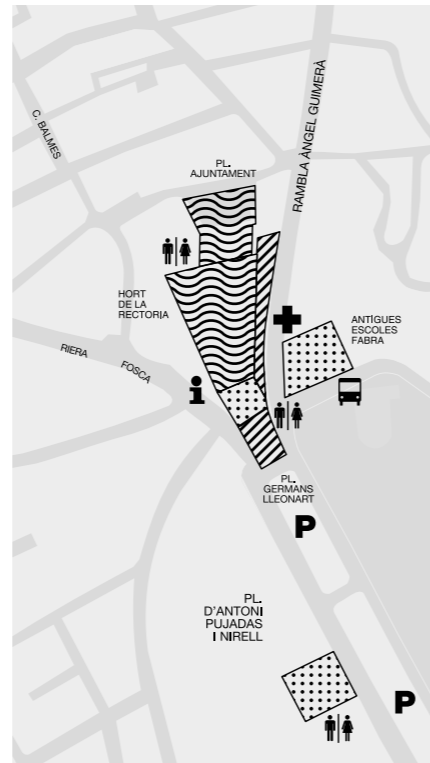 C. BALMES
PL.
AJUNTAMENT
RAMBLA ÀNGEL GUIMERÀ
HORT
DE LA
RECTORIA
ANTIGUES
ESCOLES
FABRA
RIERA
FOSCA
i
PL.
GERMANS
LLEONART
P
PL.
D'ANTONI
PUJADAS
I NIRELL
P